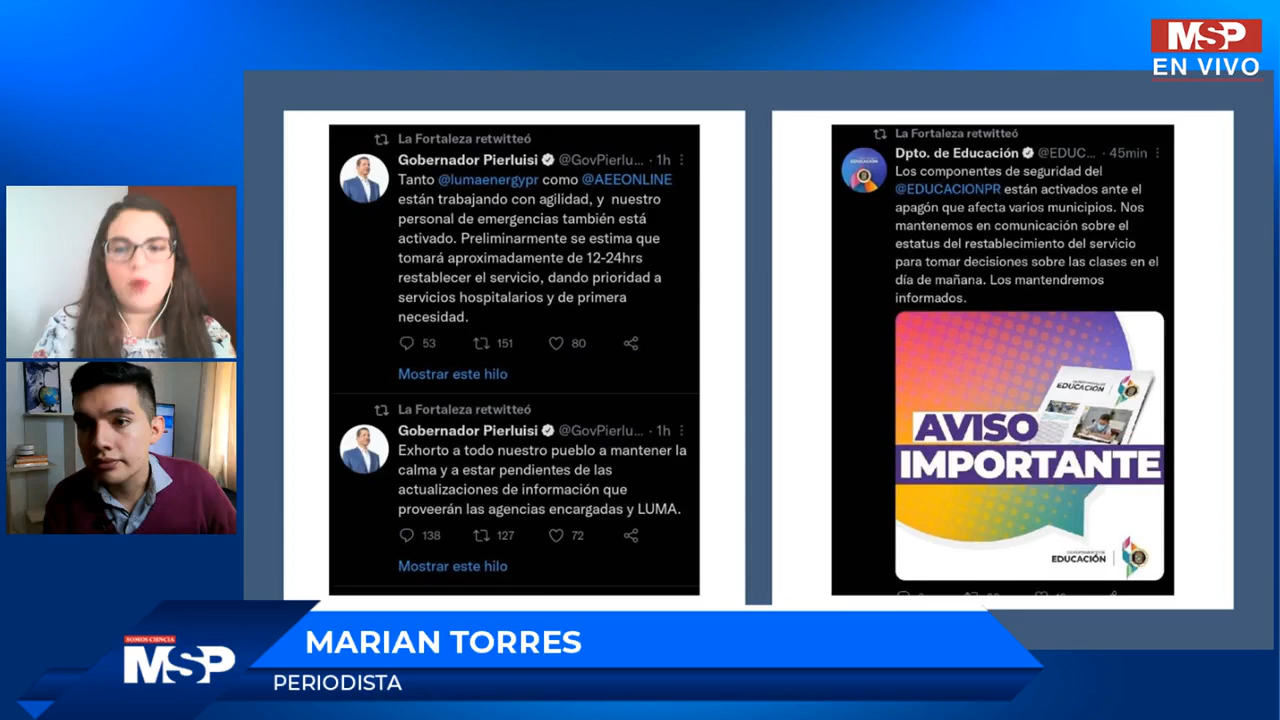 MSP
EN VIVO
La Fortaleza retwitteó
Gobernador Pierluisi @GovPierlu... · 1h
Tanto @lumaenergypr como @AEEONLINE
están trabajando con agilidad, y nuestro
personal de emergencias también está
activado. Preliminarmente se estima que
tomará aproximadamente de 12-24hrs
restablecer el servicio, dando prioridad a
servicios hospitalarios y de primera
necesidad.
53 151 80
Mostrar este hilo
La Fortaleza retwitteó
Gobernador Pierluisi @GovPierlu... · 1h
Exhorto a todo nuestro pueblo a mantener la
calma y a estar pendientes de las
actualizaciones de información que
proveerán las agencias encargadas y LUMA.
138 127 72
Mostrar este hilo
La Fortaleza retwitteó
Dpto. de Educación @EDUC... · 45min
Los componentes de seguridad del
@EDUCACIONPR están activados ante el
apagón que afecta varios municipios. Nos
mantenemos en comunicación sobre el
estatus del restablecimiento del servicio
para tomar decisiones sobre las clases en el
día de mañana. Los mantendremos
informados.
EDUCACIÓN
AVISO
IMPORTANTE
EDUCACIÓN
SOMOS CIENCIA
MSP
MARIAN TORRES
PERIODISTA